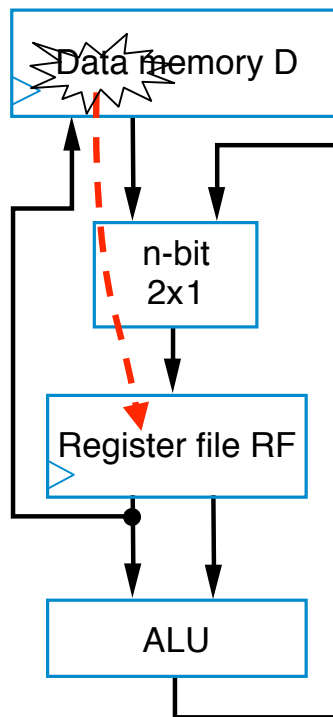 Data memory D
n-bit
2x1
Register file RF
ALU